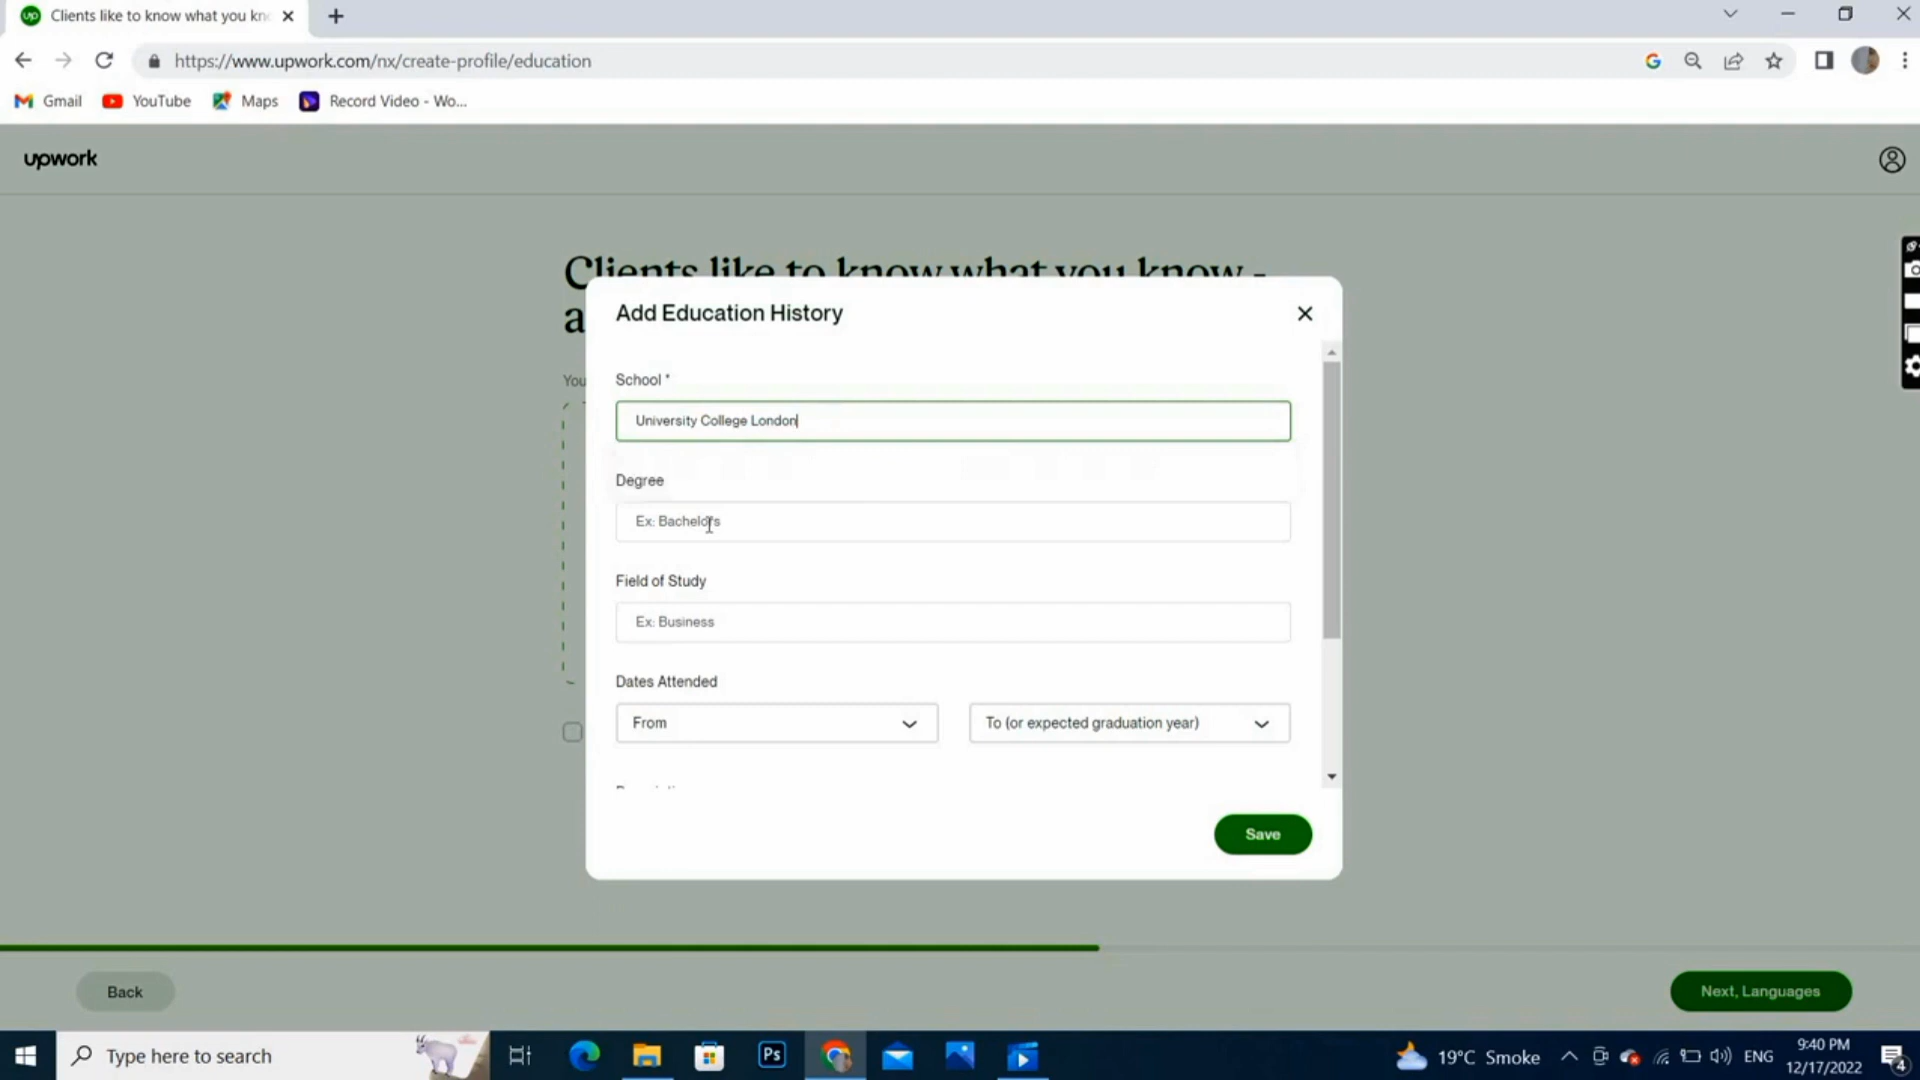 up Clients like to know what you kn
https://www.upwork.com/nx/create-profile/education
Gmail YouTube Maps Record Video - Wo...
upwork
Clients like to know what you know -
a
You
Add Education History
School *
University College London
Degree
Ex: Bachelors
Field of Study
Ex: Business
Dates Attended
From To (or expected graduation year)
Save
Back Next, Languages
Type here to search Ps 19°C Smoke ENG 9:40 PM
12/17/2022 4